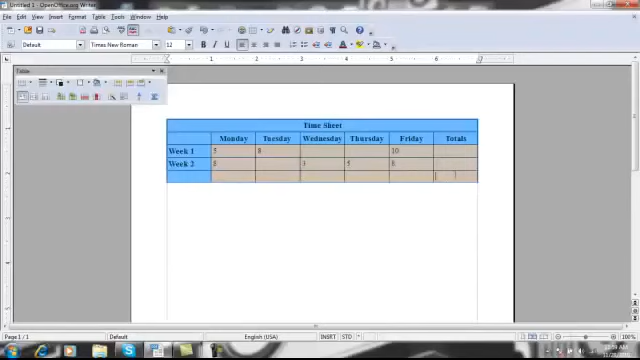 Untitled 1 - OpenOffice.org Writer
File Edit View Insert Format Table Tools Window Help
Default Times New Roman 12
Table
Time Sheet
Monday Tuesday Wednesday Thursday Friday Totals
Week 1 5 8 10
Week 2 8 3 5 8
Page 1 / 1 Default English (USA) INSRT STD 100%